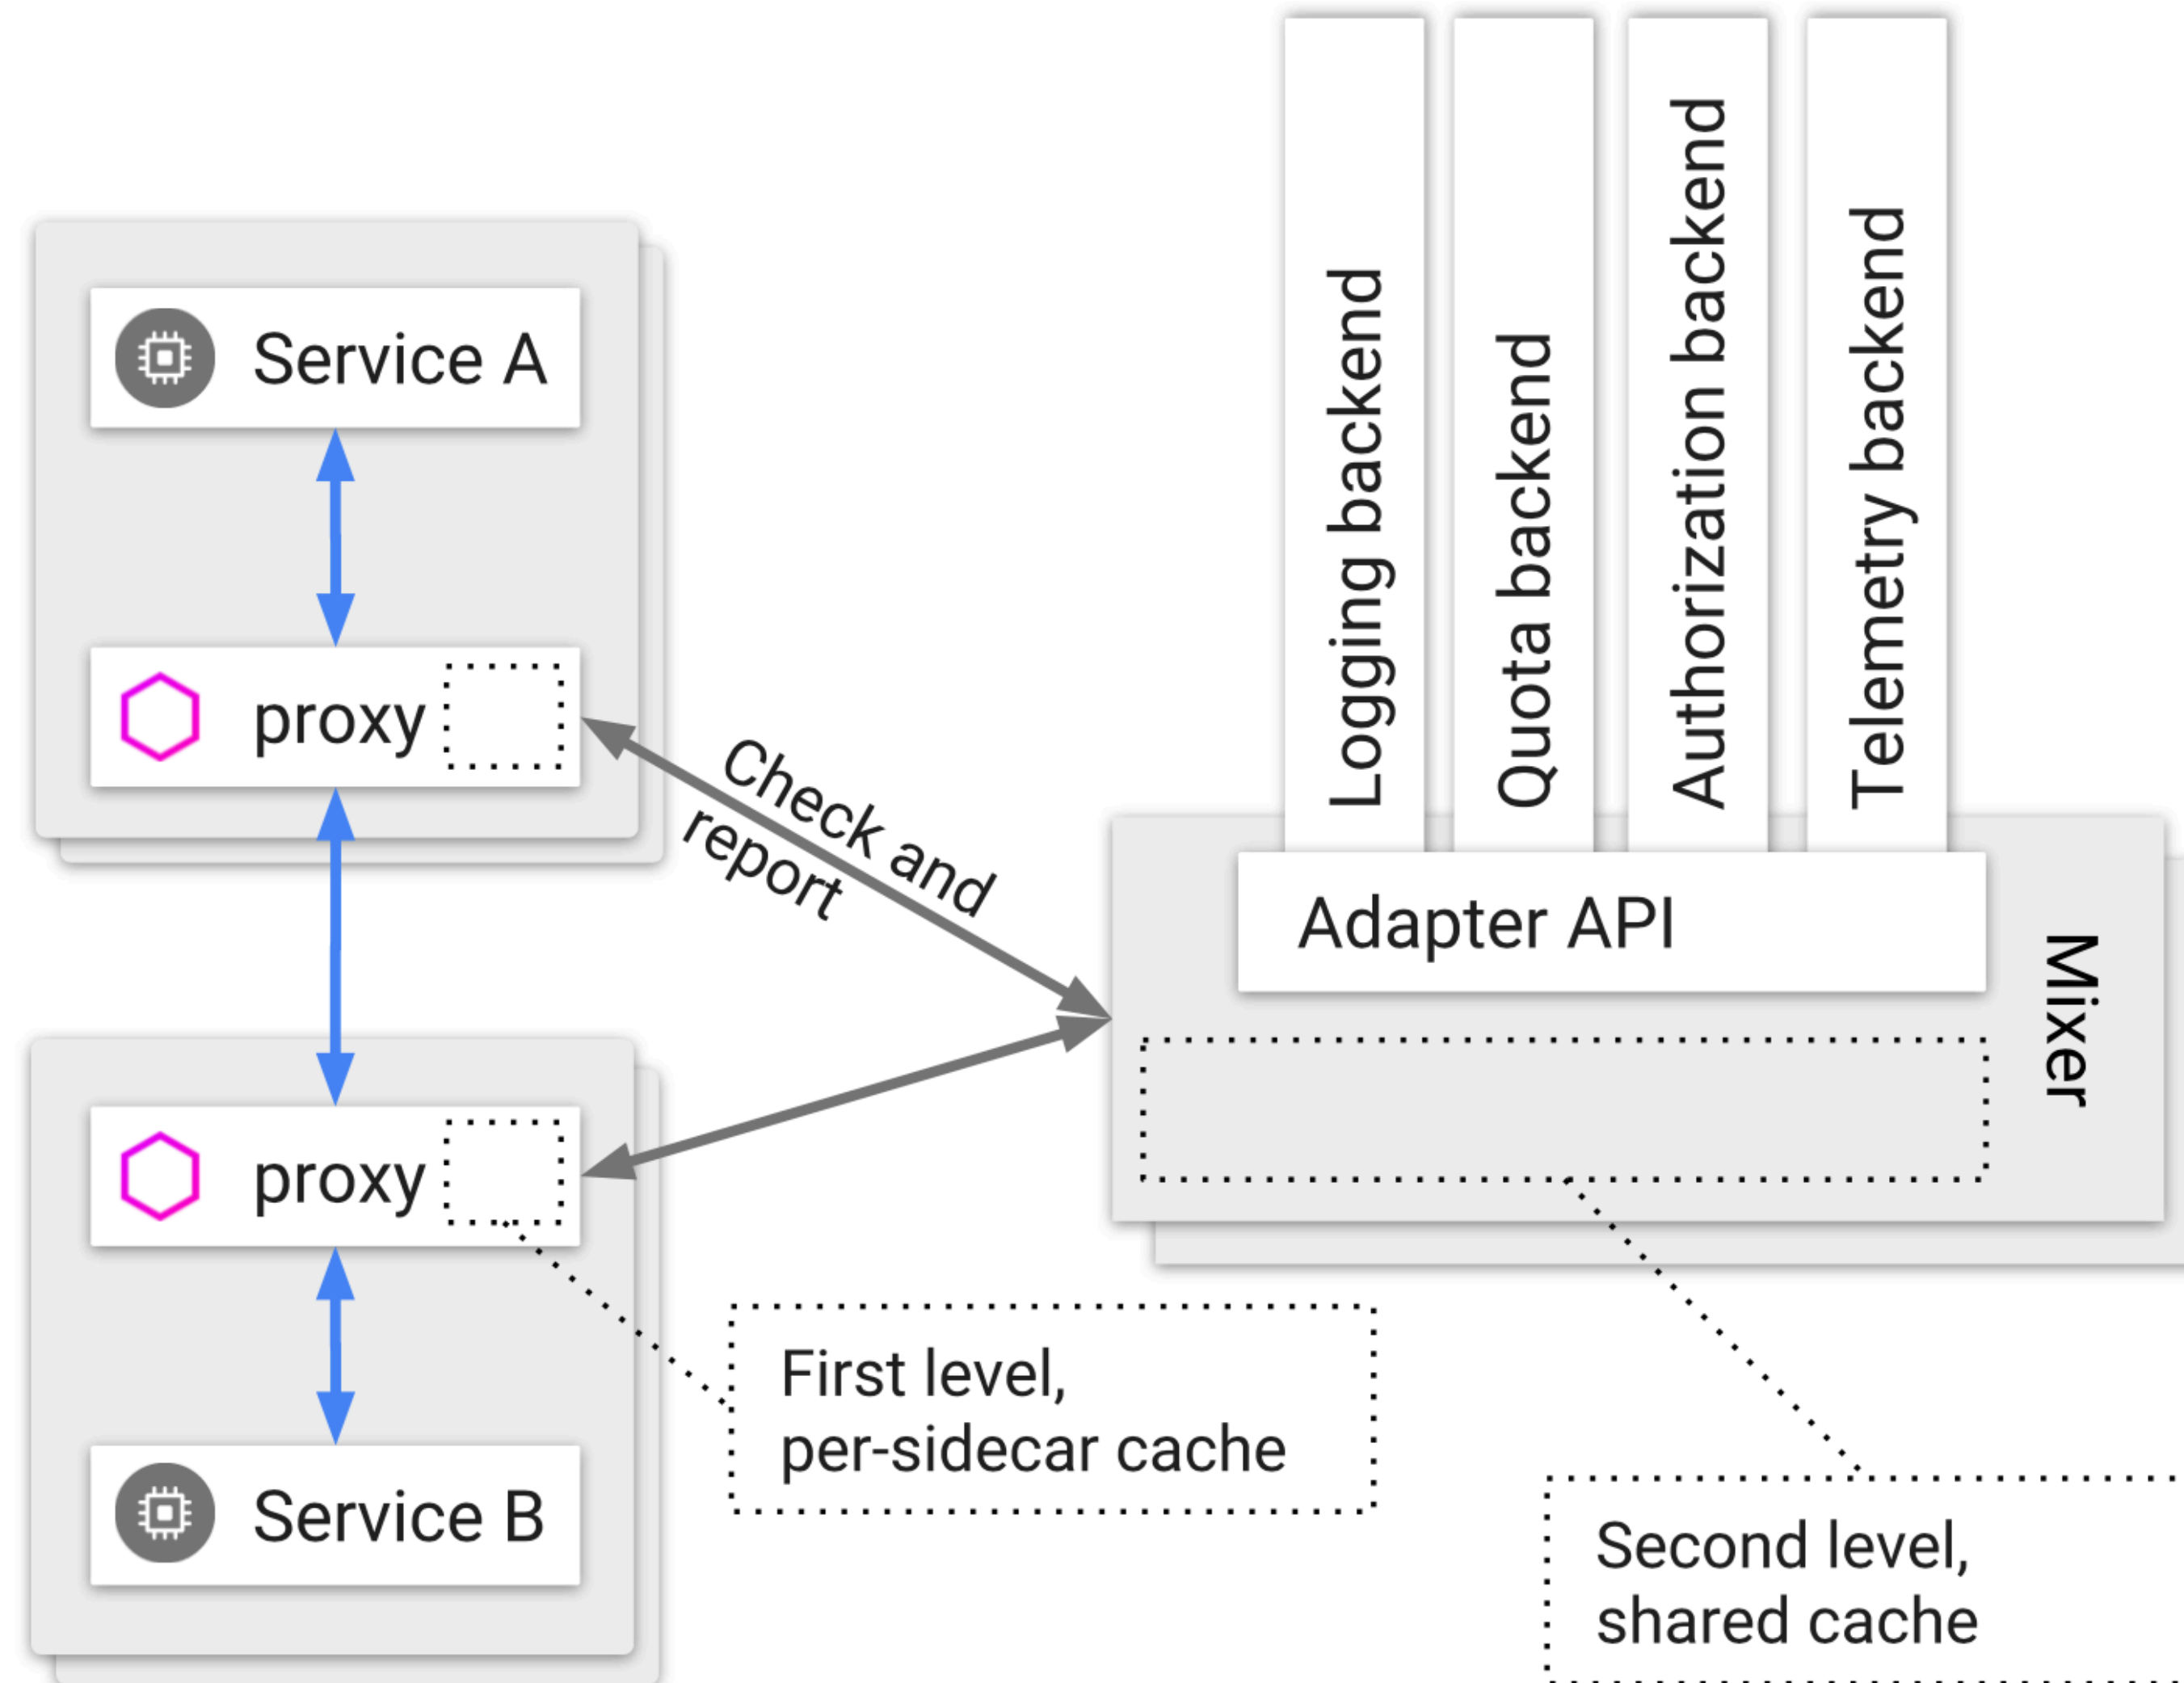 Service A
proxy
Check and
report
proxy
Service B
First level,
per-sidecar cache
Logging backend
Quota backend
Authorization backend
Telemetry backend
Adapter API
Mixer
Second level,
shared cache